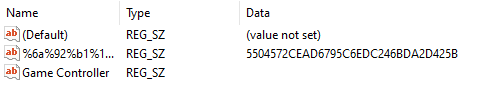 Name Type Data
(Default) REG_SZ (value not set)
%6a%92%b1%1... REG_SZ 5504572CEAD6795C6EDC246BDA2D425B
Game Controller REG_SZ